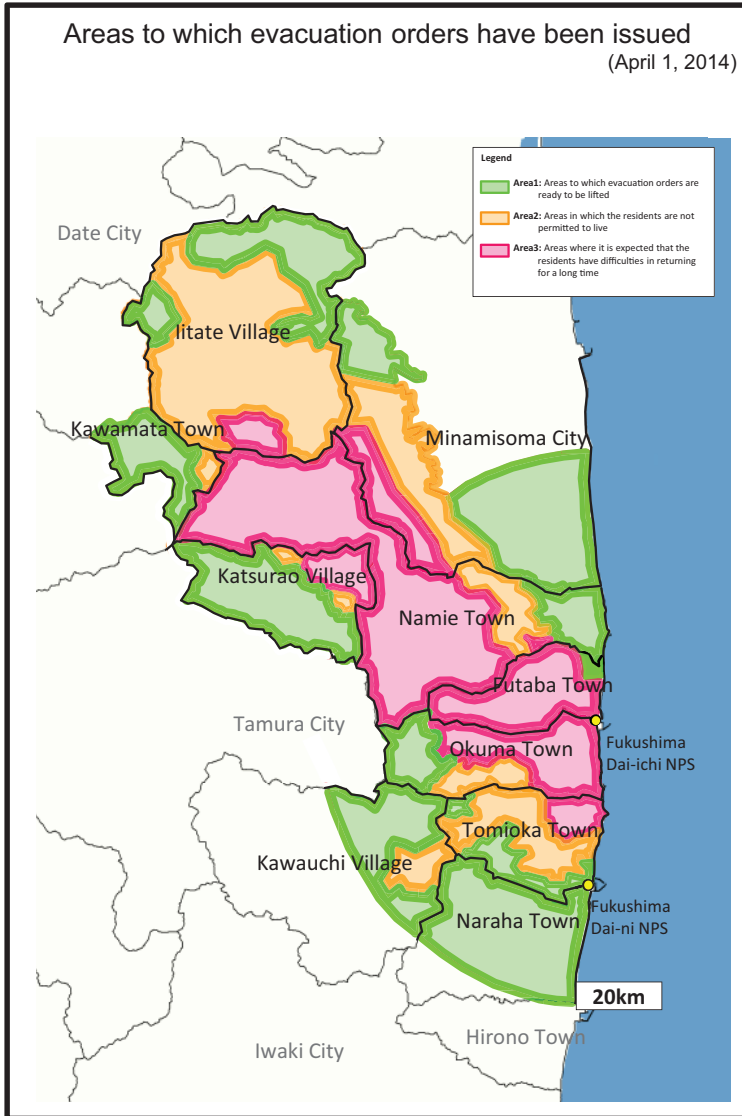 Areas to which evacuation orders have been issued
(April 1, 2014)
Legend
Area1: Areas to which evacuation orders are
ready to be lifted
Area2: Areas in which the residents are not
permitted to live
Area3: Areas where it is expected that the
residents have difficulties in returning
for a long time
Date City
Iitate Village
Kawamata Town
Minamisoma City
Katsurao Village
Namie Town
Futaba Town
Tamura City
Okuma Town
Fukushima
Dai-ichi NPS
Tomioka Town
Kawauchi Village
Naraha Town
Fukushima
Dai-ni NPS
20km
Hirono Town
Iwaki City